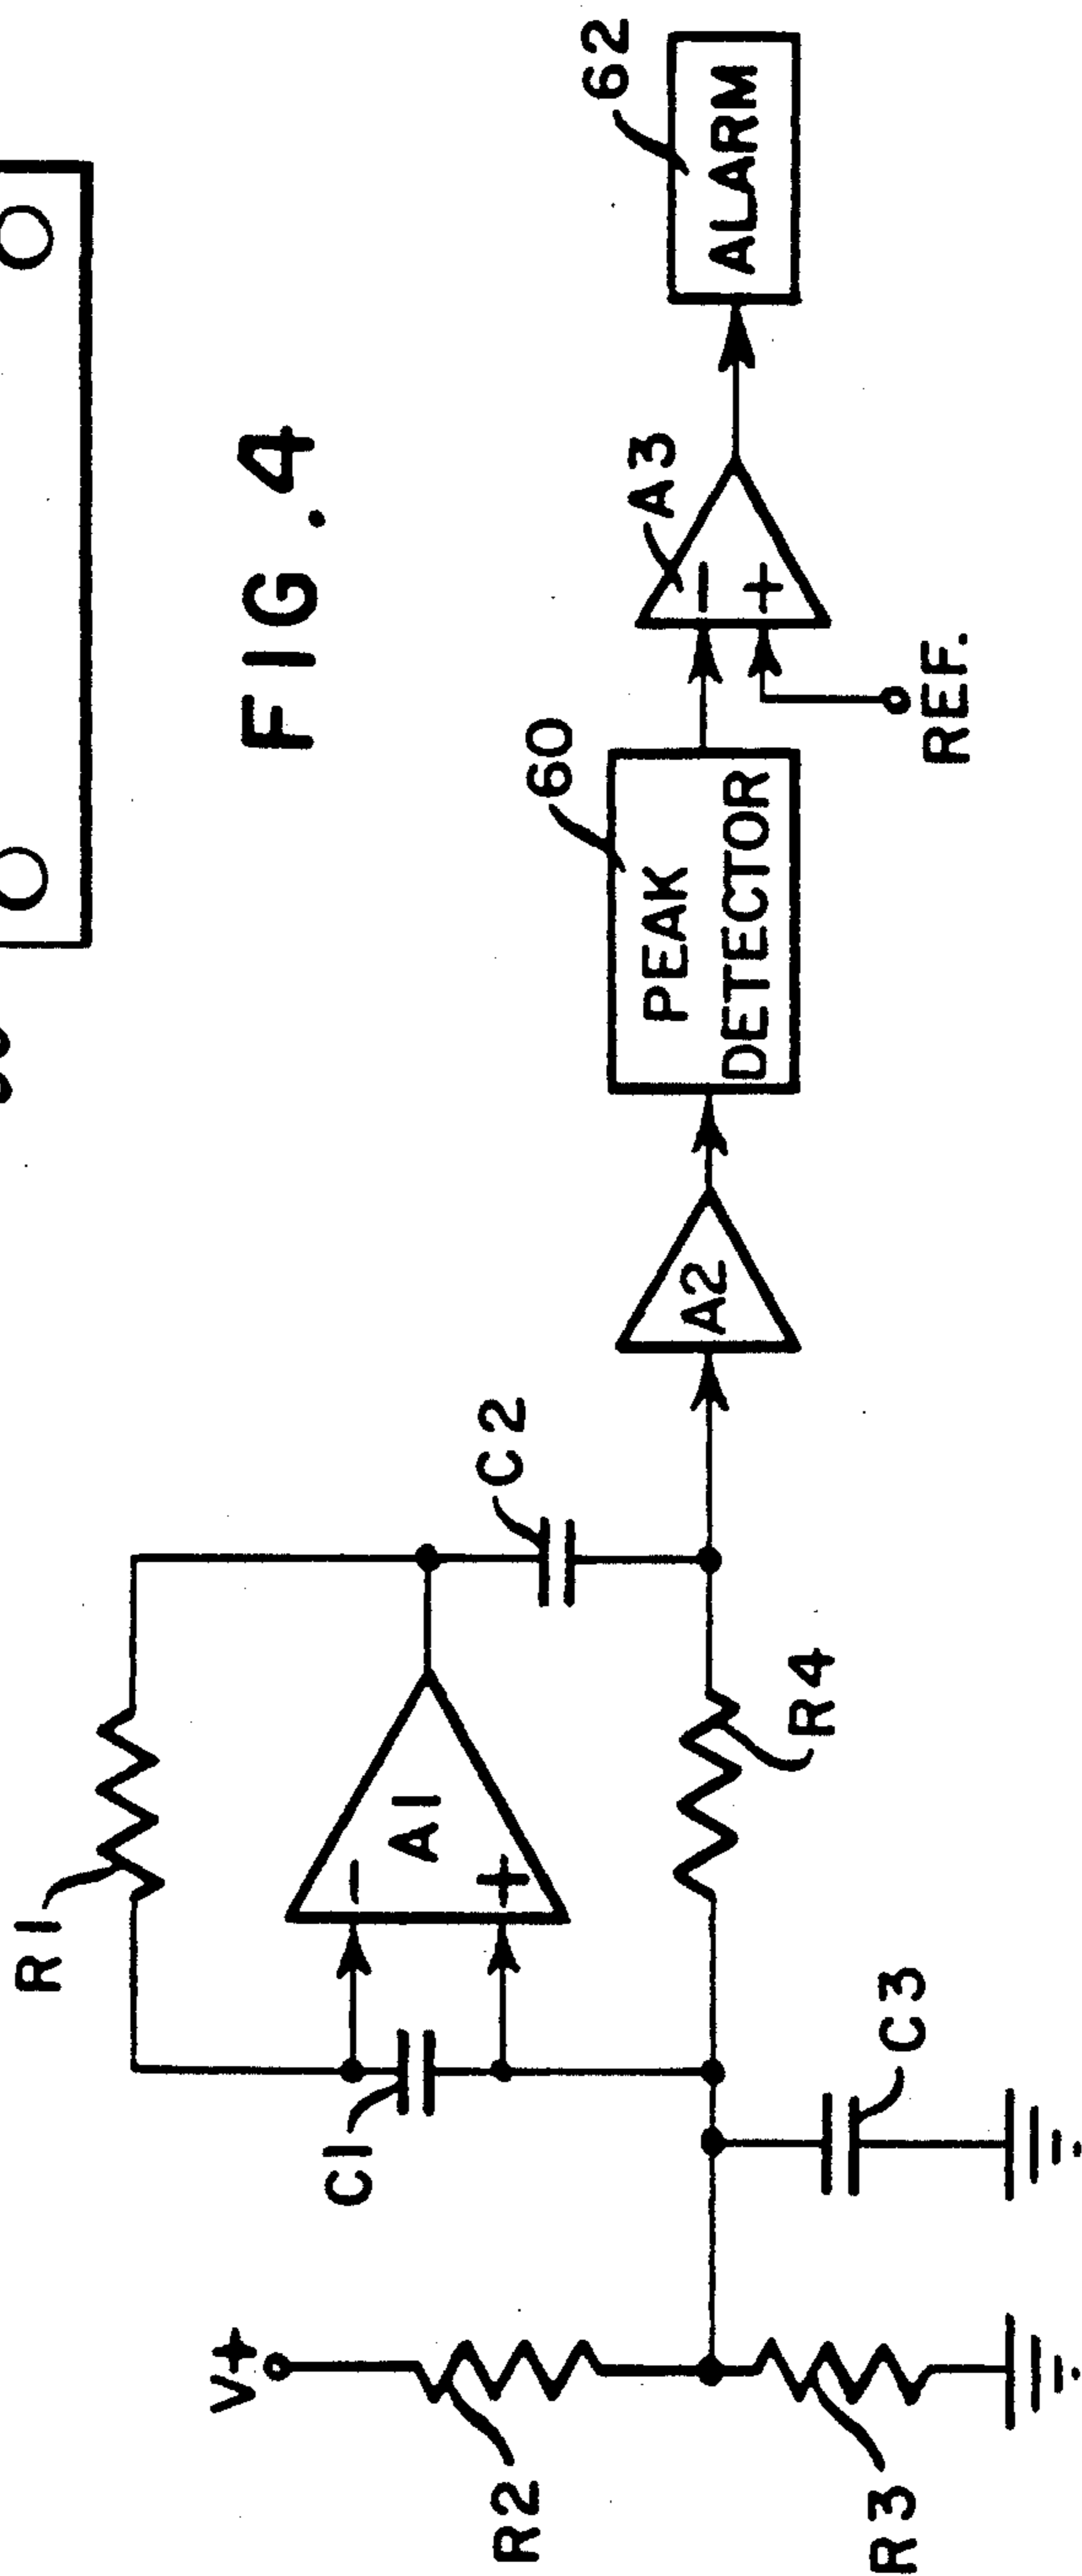 FIG. 4
R1
A1
−
+
C1
C2
V+
R2
R3
C3
R4
A2
60
PEAK
DETECTOR
A3
−
+
REF.
62
ALARM